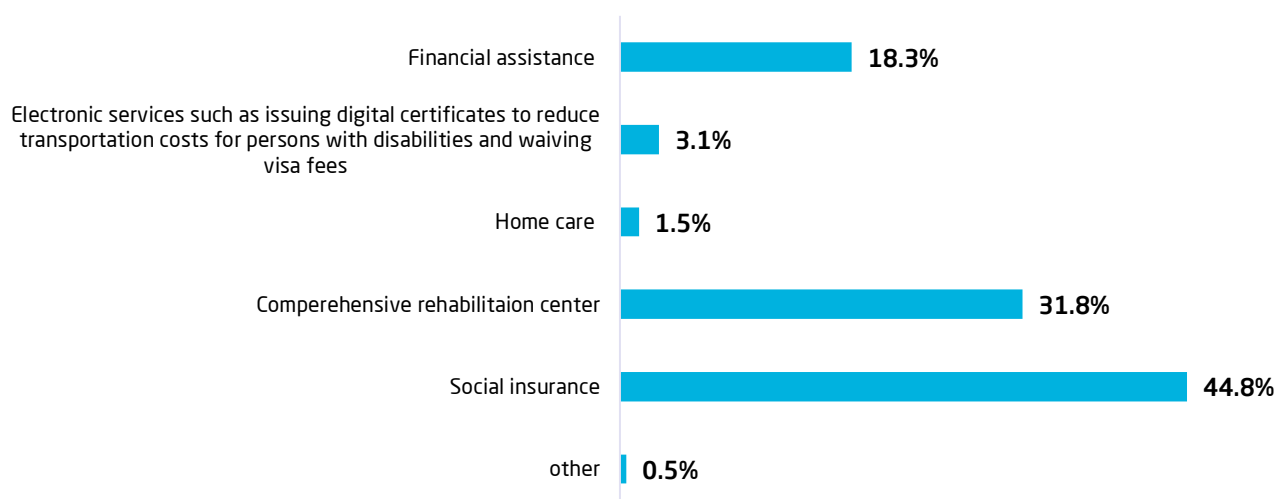 Financial assistance 18.3%
Electronic services such as issuing digital certificates to reduce
transportation costs for persons with disabilities and waiving 3.1%
visa fees
Home care 1.5%
Comperehensive rehabilitaion center 31.8%
Social insurance 44.8%
other 0.5%